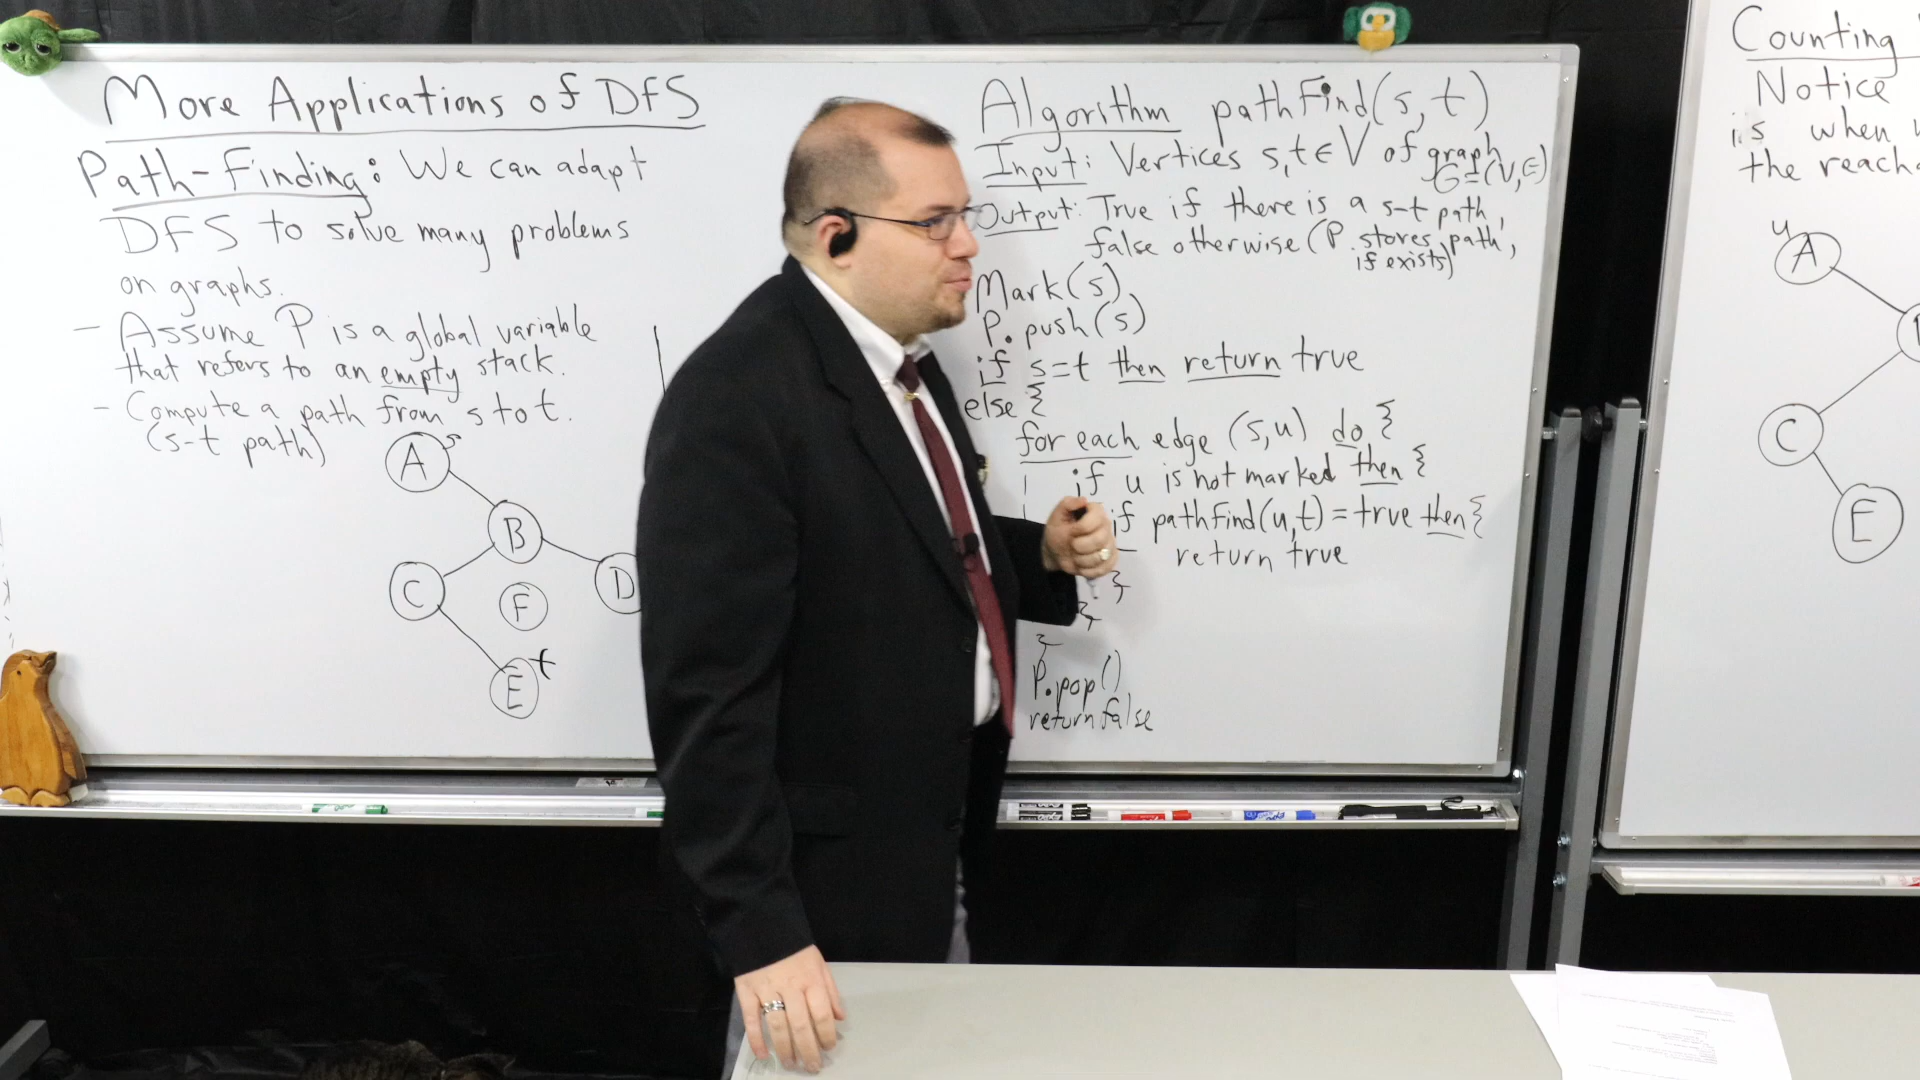 More Applications of DFS
Path-Finding: We can adapt
DFS to solve many problems
on graphs.
- Assume P is a global variable
that refers to an empty stack.
- Compute a path from s to t.
(s-t path)
A s
B
C
F
D
E t
Algorithm pathFind(s,t)
Input: Vertices s,t∈V of graph
G=(V,E)
Output: True if there is a s-t path,
false otherwise (P stores path,
if exists)
Mark(s)
P.push(s)
if s=t then return true
else {
for each edge (s,u) do {
if u is not marked then {
if pathFind(u,t)=true then {
return true
}
}
}
P.pop()
return false
Counting
Notice
is when
the reach
u
A
C
E